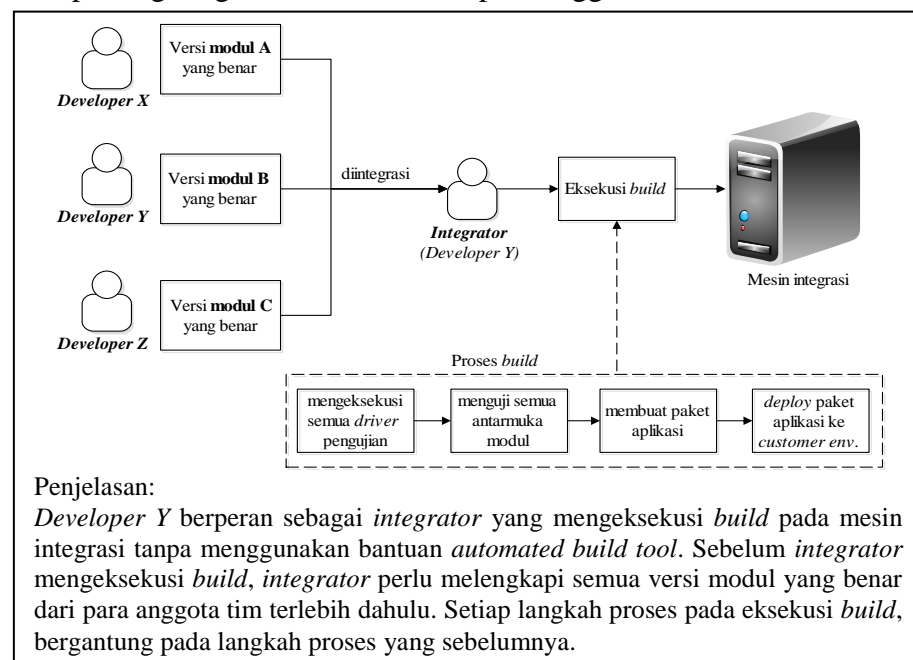 Versi modul A
yang benar
Developer X
Versi modul B
yang benar
Developer Y
Versi modul C
yang benar
Developer Z
diintegrasi
Integrator
(Developer Y)
Eksekusi build
Mesin integrasi
Proses build
mengeksekusi
semua driver
pengujian
menguji semua
antarmuka
modul
membuat paket
aplikasi
deploy paket
aplikasi ke
customer env.
Penjelasan:
Developer Y berperan sebagai integrator yang mengeksekusi build pada mesin
integrasi tanpa menggunakan bantuan automated build tool. Sebelum integrator
mengeksekusi build, integrator perlu melengkapi semua versi modul yang benar
dari para anggota tim terlebih dahulu. Setiap langkah proses pada eksekusi build,
bergantung pada langkah proses yang sebelumnya.